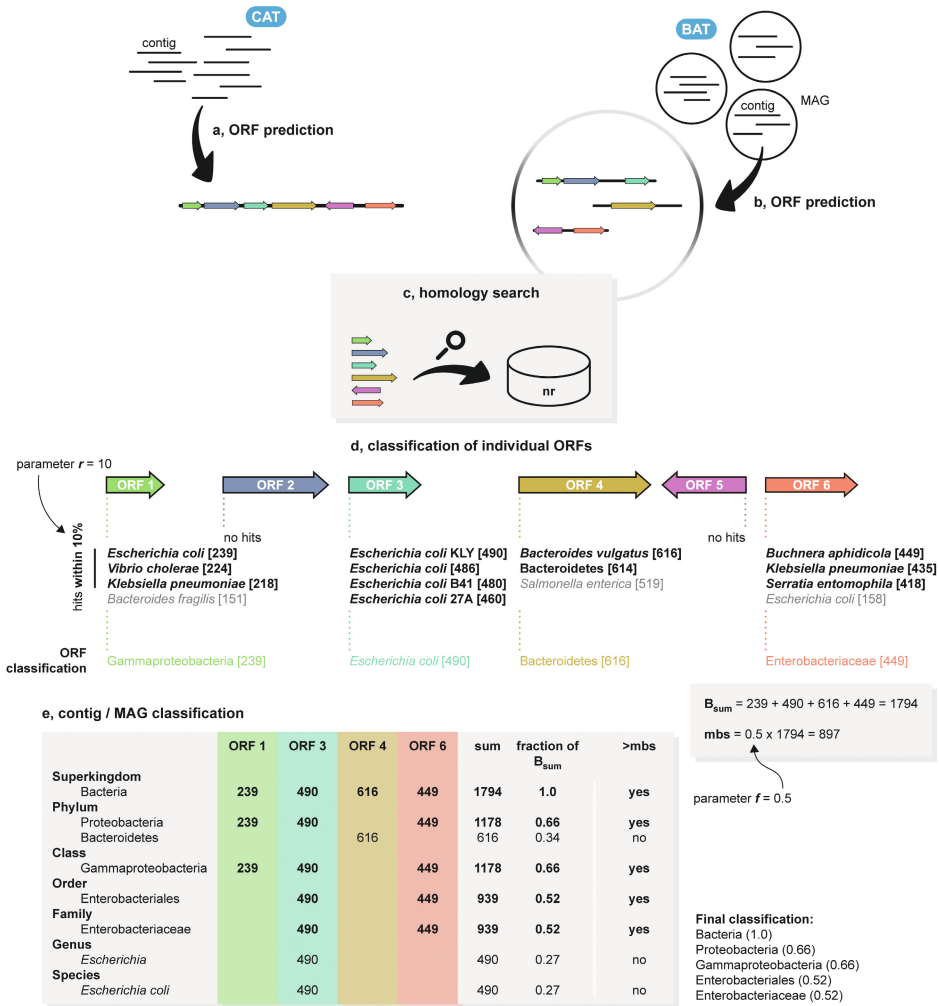 CAT
contig
a, ORF prediction
BAT
contig
MAG
b, ORF prediction
c, homology search
nr
d, classification of individual ORFs
parameter r = 10
ORF 1
ORF 2
ORF 3
ORF 4
ORF 5
ORF 6
hits within 10%
Escherichia coli [239]
Vibrio cholerae [224]
Klebsiella pneumoniae [218]
Bacteroides fragilis [151]
no hits
Escherichia coli KLY [490]
Escherichia coli [486]
Escherichia coli B41 [480]
Escherichia coli 27A [460]
Bacteroides vulgatus [616]
Bacteroidetes [614]
Salmonella enterica [519]
no hits
Buchnera aphidicola [449]
Klebsiella pneumoniae [435]
Serratia entomophila [418]
Escherichia coli [158]
ORF
classification
Gammaproteobacteria [239]
Escherichia coli [490]
Bacteroidetes [616]
Enterobacteriaceae [449]
e, contig / MAG classification
ORF 1 ORF 3 ORF 4 ORF 6 sum fraction of >mbs
Bsum
Superkingdom
Bacteria 239 490 616 449 1794 1.0 yes
Phylum
Proteobacteria 239 490 449 1178 0.66 yes
Bacteroidetes 616 616 0.34 no
Class
Gammaproteobacteria 239 490 449 1178 0.66 yes
Order
Enterobacteriales 490 449 939 0.52 yes
Family
Enterobacteriaceae 490 449 939 0.52 yes
Genus
Escherichia 490 490 0.27 no
Species
Escherichia coli 490 490 0.27 no
Bsum = 239 + 490 + 616 + 449 = 1794
mbs = 0.5 x 1794 = 897
parameter f = 0.5
Final classification:
Bacteria (1.0)
Proteobacteria (0.66)
Gammaproteobacteria (0.66)
Enterobacteriales (0.52)
Enterobacteriaceae (0.52)